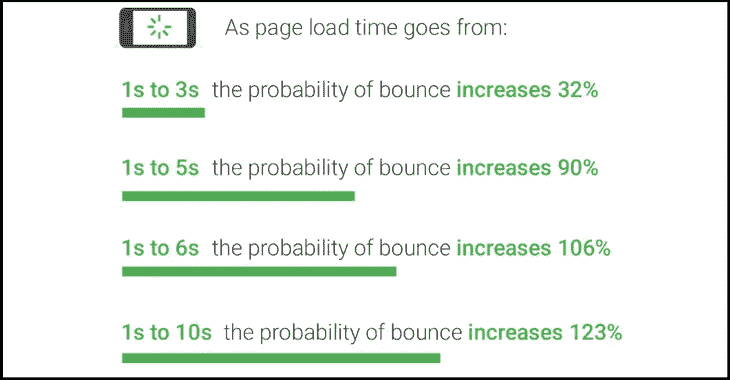 As page load time goes from:
1s to 3s the probability of bounce increases 32%
1s to 5s the probability of bounce increases 90%
1s to 6s the probability of bounce increases 106%
1s to 10s the probability of bounce increases 123%